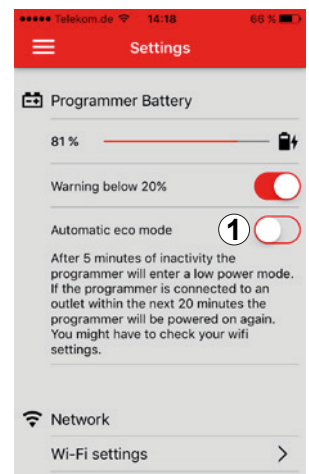 Telekom.de 14:18 66 %
Settings
Programmer Battery
81 %
Warning below 20%
Automatic eco mode 1
After 5 minutes of inactivity the
programmer will enter a low power mode.
If the programmer is connected to an
outlet within the next 20 minutes the
programmer will be powered on again.
You might have to check your wifi
settings.
Network
Wi-Fi settings